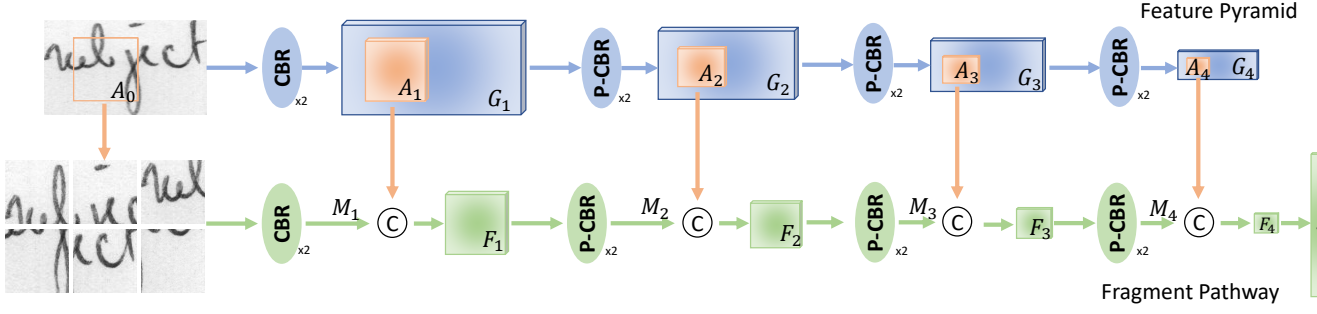 Feature Pyramid
subject
A₀
CBR
x2
A₁
G₁
P-CBR
x2
A₂
G₂
P-CBR
x2
A₃
G₃
P-CBR
x2
A₄
G₄
CBR
x2
M₁
C
F₁
P-CBR
x2
M₂
C
F₂
P-CBR
x2
M₃
C
F₃
P-CBR
x2
M₄
C
F₄
Fragment Pathway